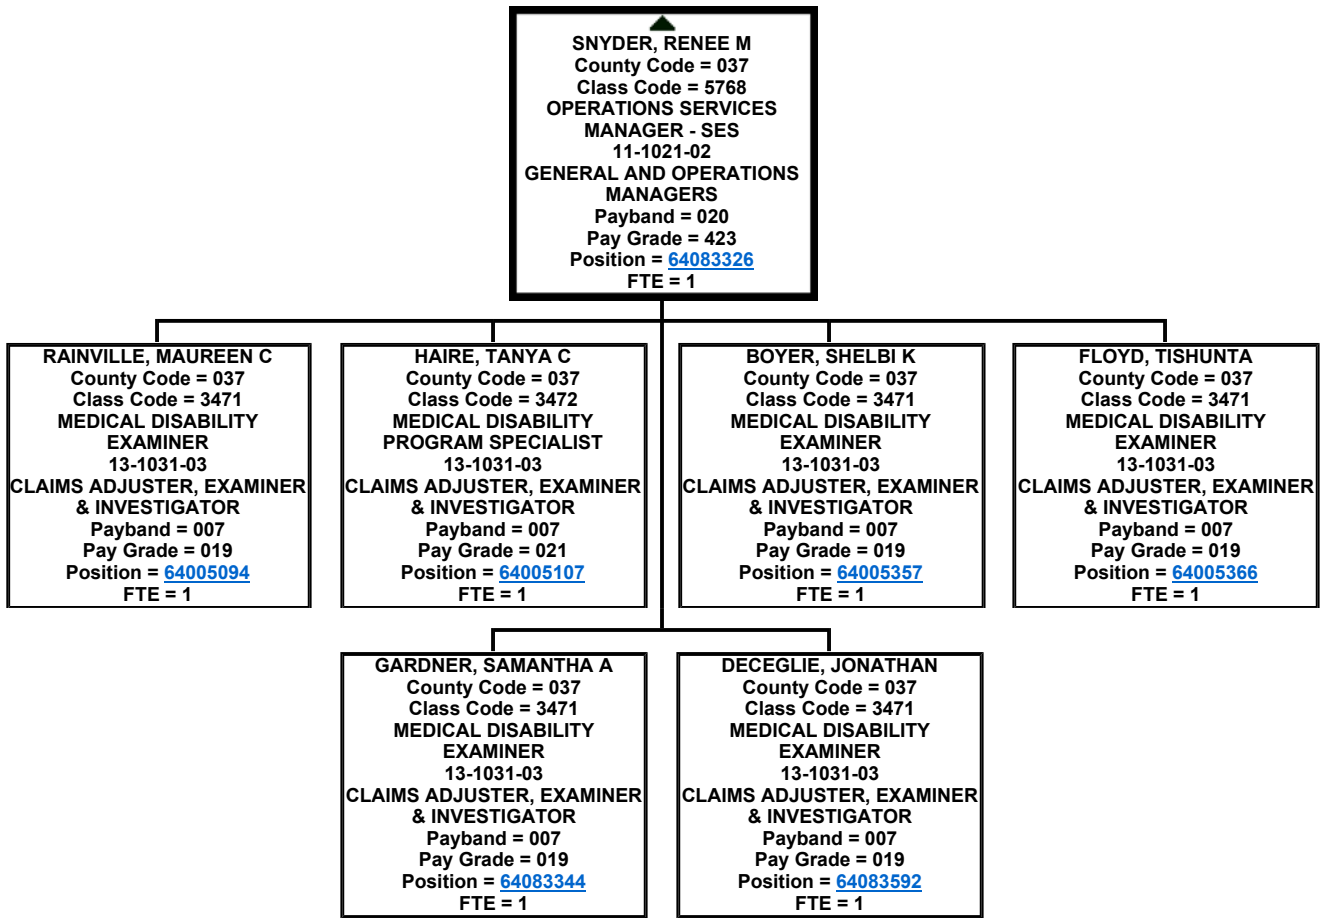 SNYDER, RENEE M
County Code = 037
Class Code = 5768
OPERATIONS SERVICES
MANAGER - SES
11-1021-02
GENERAL AND OPERATIONS
MANAGERS
Payband = 020
Pay Grade = 423
Position = 64083326
FTE = 1
RAINVILLE, MAUREEN C
County Code = 037
Class Code = 3471
MEDICAL DISABILITY
EXAMINER
13-1031-03
CLAIMS ADJUSTER, EXAMINER
& INVESTIGATOR
Payband = 007
Pay Grade = 019
Position = 64005094
FTE = 1
HAIRE, TANYA C
County Code = 037
Class Code = 3472
MEDICAL DISABILITY
PROGRAM SPECIALIST
13-1031-03
CLAIMS ADJUSTER, EXAMINER
& INVESTIGATOR
Payband = 007
Pay Grade = 021
Position = 64005107
FTE = 1
BOYER, SHELBI K
County Code = 037
Class Code = 3471
MEDICAL DISABILITY
EXAMINER
13-1031-03
CLAIMS ADJUSTER, EXAMINER
& INVESTIGATOR
Payband = 007
Pay Grade = 019
Position = 64005357
FTE = 1
FLOYD, TISHUNTA
County Code = 037
Class Code = 3471
MEDICAL DISABILITY
EXAMINER
13-1031-03
CLAIMS ADJUSTER, EXAMINER
& INVESTIGATOR
Payband = 007
Pay Grade = 019
Position = 64005366
FTE = 1
GARDNER, SAMANTHA A
County Code = 037
Class Code = 3471
MEDICAL DISABILITY
EXAMINER
13-1031-03
CLAIMS ADJUSTER, EXAMINER
& INVESTIGATOR
Payband = 007
Pay Grade = 019
Position = 64083344
FTE = 1
DECEGLIE, JONATHAN
County Code = 037
Class Code = 3471
MEDICAL DISABILITY
EXAMINER
13-1031-03
CLAIMS ADJUSTER, EXAMINER
& INVESTIGATOR
Payband = 007
Pay Grade = 019
Position = 64083592
FTE = 1